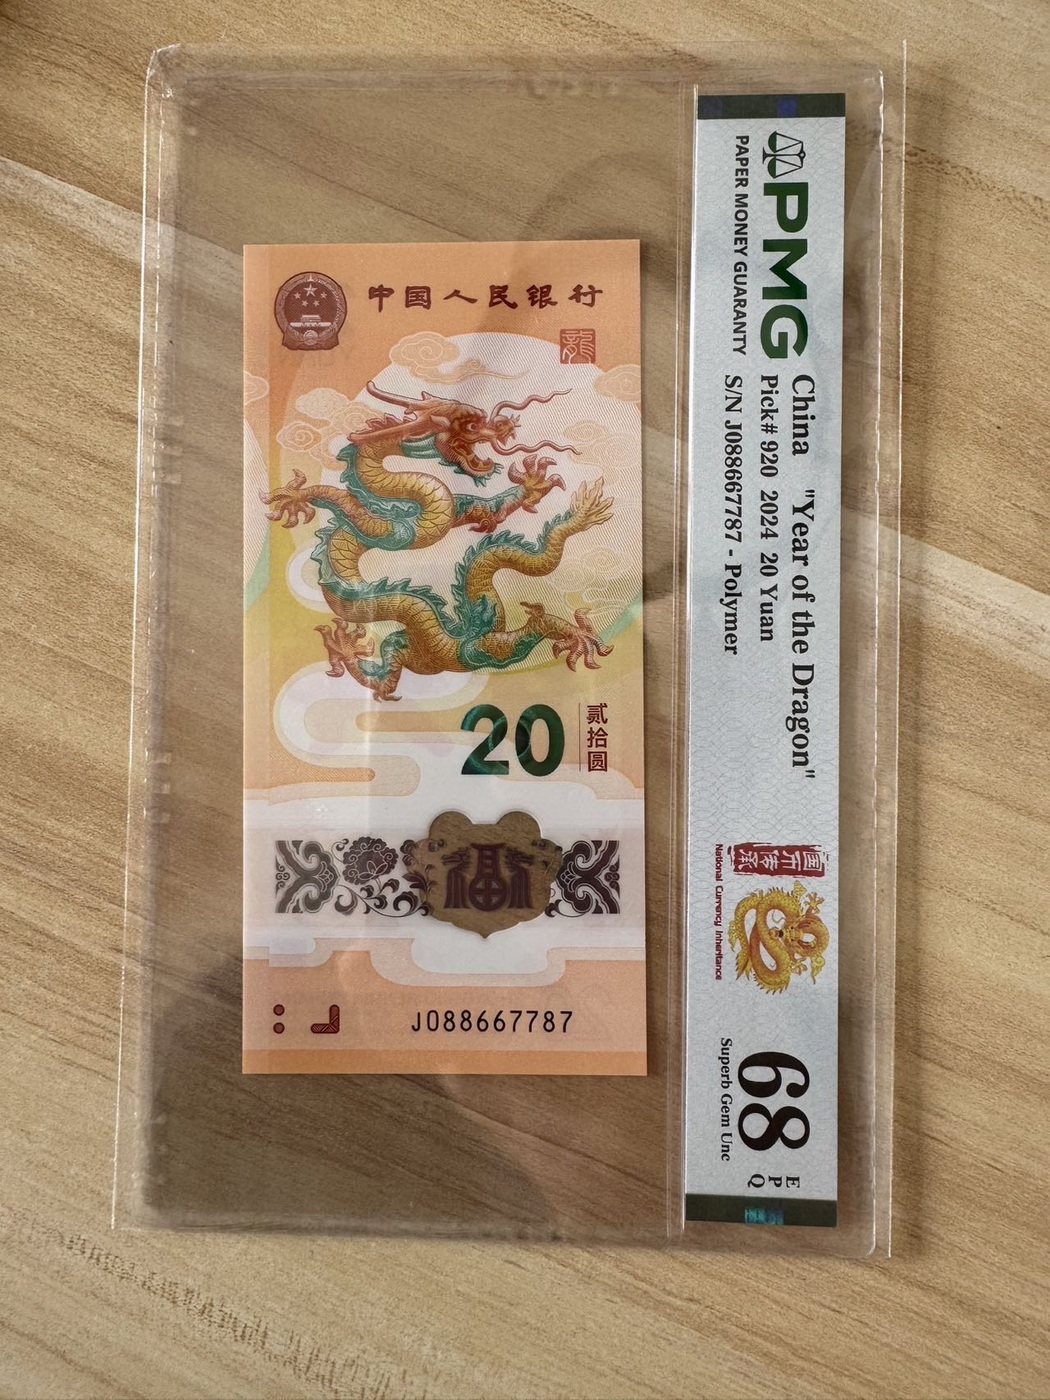 中国人民银行
龙
20
贰拾圆
福
J088667787
PMG
PAPER MONEY GUARANTY
China "Year of the Dragon"
Pick# 920 2024 20 Yuan
S/N J088667787 - Polymer
国币传承
National Currency Inheritance
68
EPQ
Superb Gem Unc